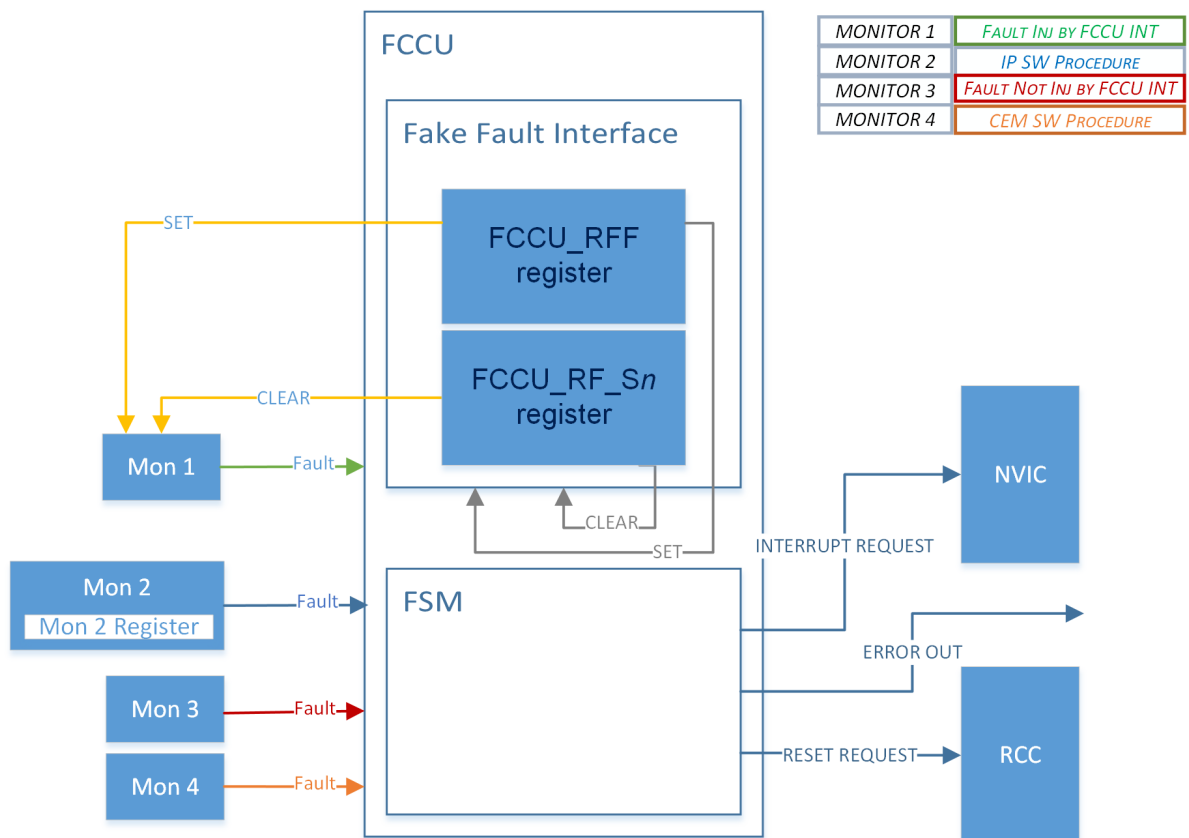 FCCU
MONITOR 1 FAULT INJ BY FCCU INT
MONITOR 2 IP SW PROCEDURE
MONITOR 3 FAULT NOT INJ BY FCCU INT
MONITOR 4 CEM SW PROCEDURE
Fake Fault Interface
SET
FCCU_RFF
register
CLEAR
FCCU_RF_Sn
register
Mon 1
Fault
NVIC
CLEAR
SET
INTERRUPT REQUEST
Mon 2
Mon 2 Register
Fault
FSM
ERROR OUT
Mon 3
Fault
Mon 4
Fault
RESET REQUEST
RCC